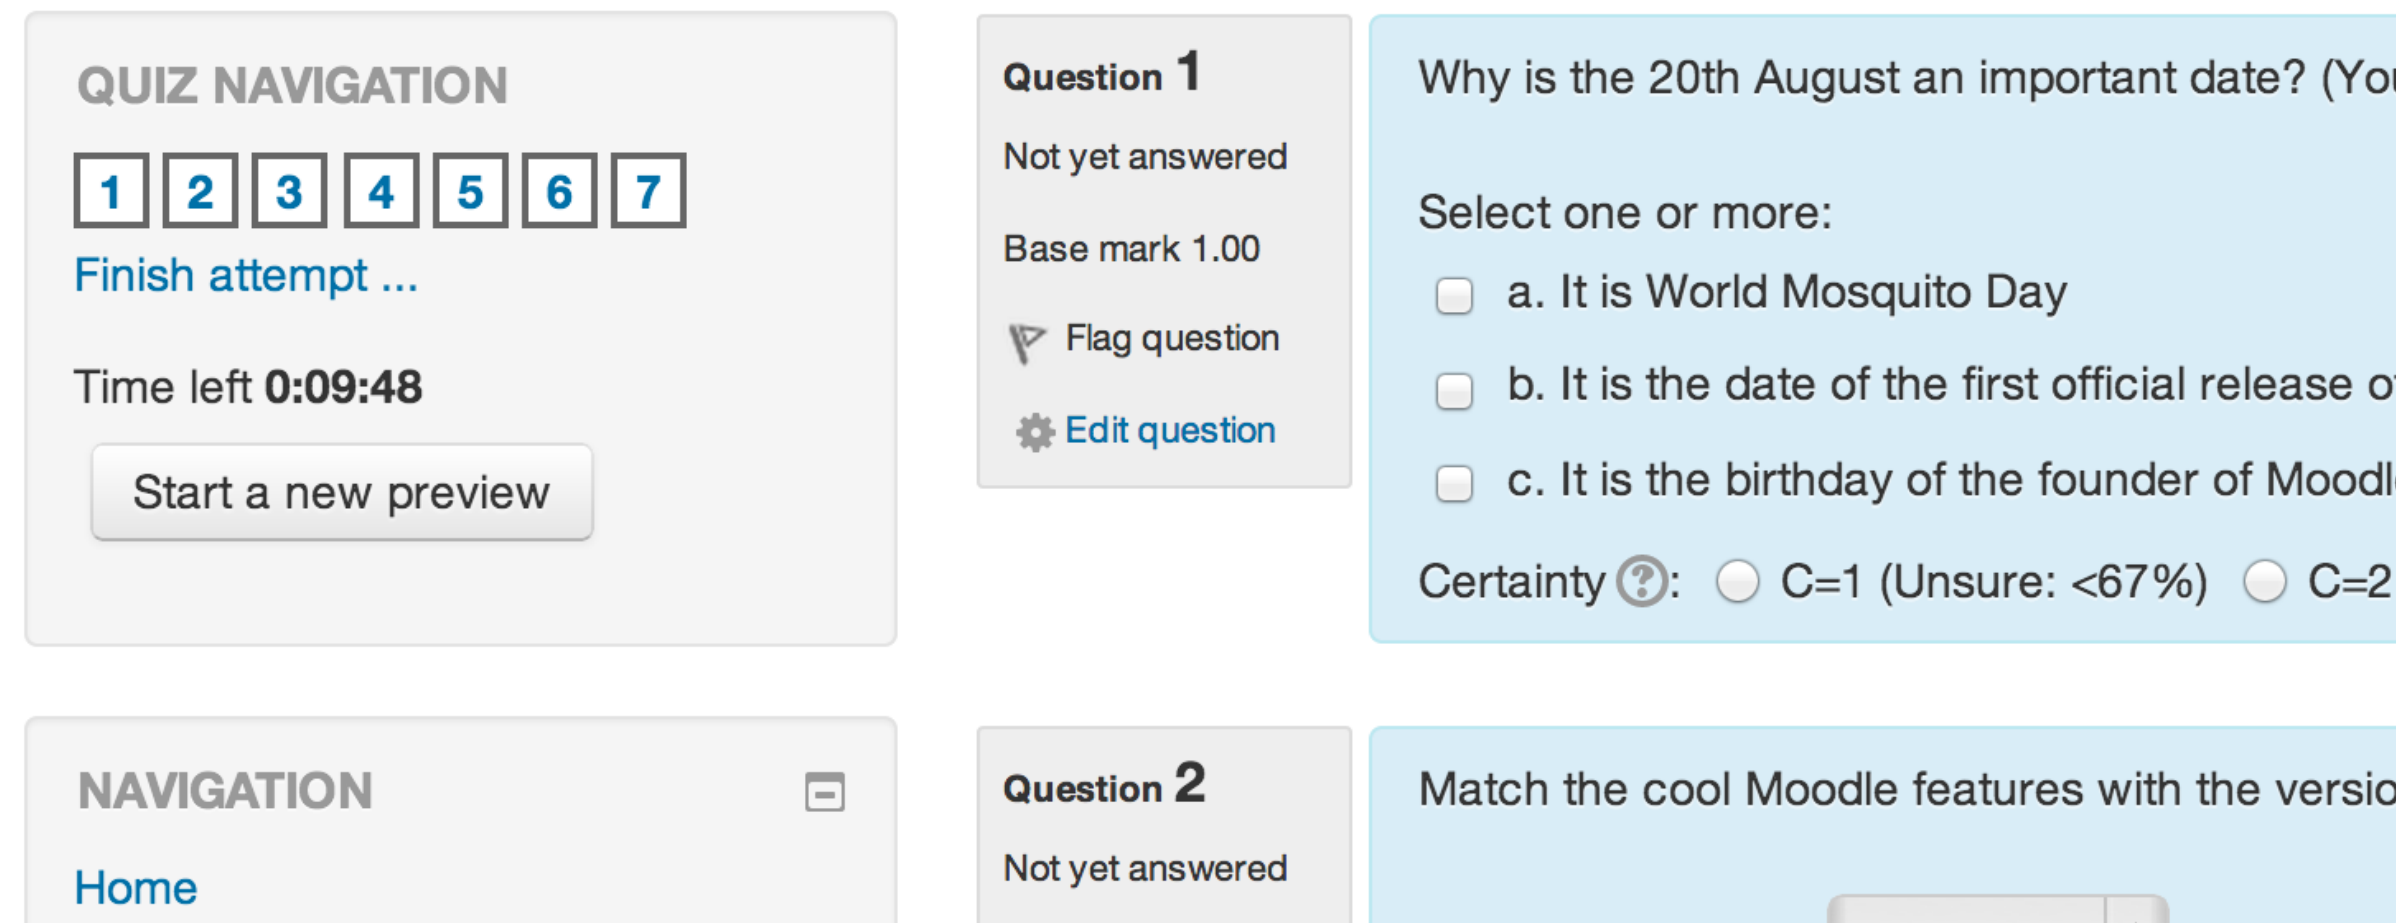 QUIZ NAVIGATION
1 2 3 4 5 6 7
Finish attempt ...
Time left 0:09:48
Start a new preview
NAVIGATION
Home
Question 1
Not yet answered
Base mark 1.00
Flag question
Edit question
Why is the 20th August an important date? (You
Select one or more:
a. It is World Mosquito Day
b. It is the date of the first official release of
c. It is the birthday of the founder of Moodle
Certainty ?: C=1 (Unsure: <67%) C=2
Question 2
Not yet answered
Match the cool Moodle features with the versio